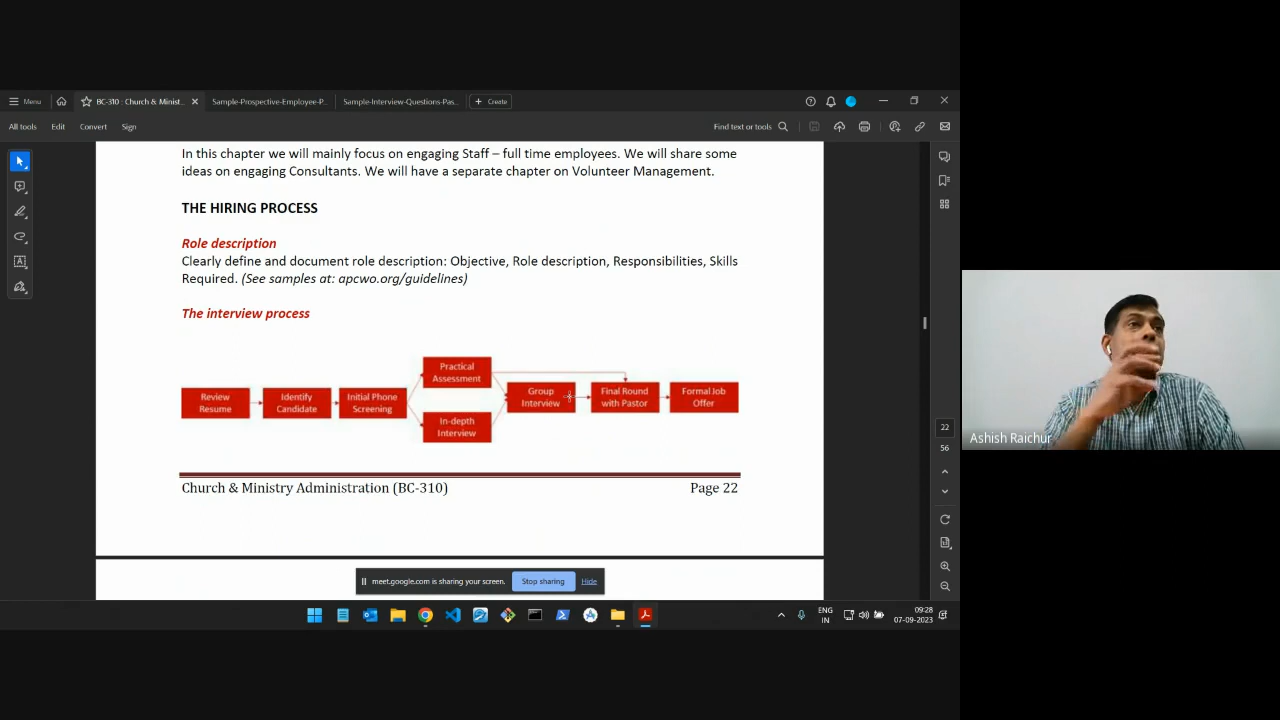 Menu
BC-310 : Church & Minist...
Sample-Prospective-Employee-P...
Sample-Interview-Questions-Pas...
Create
All tools
Edit
Convert
Sign
Find text or tools
In this chapter we will mainly focus on engaging Staff – full time employees. We will share some
ideas on engaging Consultants. We will have a separate chapter on Volunteer Management.
THE HIRING PROCESS
Role description
Clearly define and document role description: Objective, Role description, Responsibilities, Skills
Required. (See samples at: apcwo.org/guidelines)
The interview process
Review
Resume
Identify
Candidate
Initial Phone
Screening
Practical
Assessment
In-depth
Interview
Group
Interview
Final Round
with Pastor
Formal Job
Offer
Church & Ministry Administration (BC-310)
Page 22
22
56
meet.google.com is sharing your screen.
Stop sharing
Hide
ENG
IN
09:28
07-09-2023
Ashish Raichur